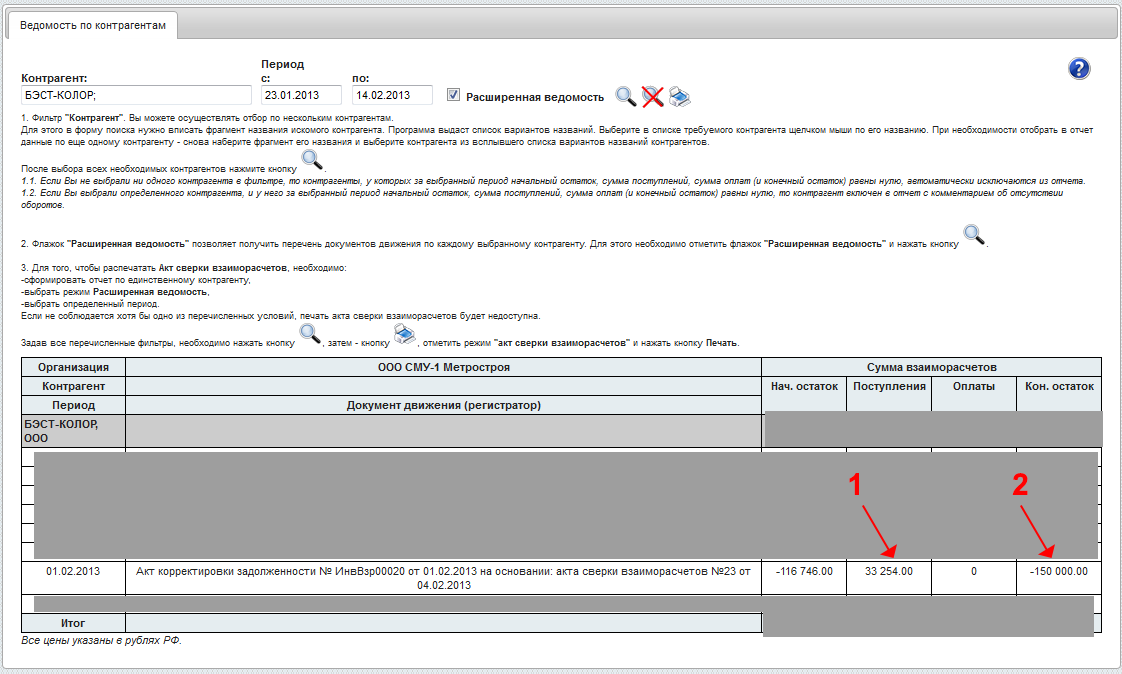 Ведомость по контрагентам
Период
Контрагент: с: по:
БЭСТ-КОЛОР; 23.01.2013 14.02.2013 Расширенная ведомость
1. Фильтр "Контрагент". Вы можете осуществлять отбор по нескольким контрагентам.
Для этого в форму поиска нужно вписать фрагмент названия искомого контрагента. Программа выдаст список вариантов названий. Выберите в списке требуемого контрагента щелчком мыши по его названию. При необходимости отобрать в отчет
данные по еще одному контрагенту - снова наберите фрагмент его названия и выберите контрагента из всплывшего списка вариантов названий контрагентов.
После выбора всех необходимых контрагентов нажмите кнопку .
1.1. Если Вы не выбрали ни одного контрагента в фильтре, то контрагенты, у которых за выбранный период начальный остаток, сумма поступлений, сумма оплат (и конечный остаток) равны нулю, автоматически исключаются из отчета.
1.2. Если Вы выбрали определенного контрагента, и у него за выбранный период начальный остаток, сумма поступлений, сумма оплат (и конечный остаток) равны нулю, то контрагент включен в отчет с комментарием об отсутствии
оборотов.
2. Флажок "Расширенная ведомость" позволяет получить перечень документов движения по каждому выбранному контрагенту. Для этого необходимо отметить флажок "Расширенная ведомость" и нажать кнопку .
3. Для того, чтобы распечатать Акт сверки взаиморасчетов, необходимо:
-сформировать отчет по единственному контрагенту,
-выбрать режим Расширенная ведомость,
-выбрать определенный период.
Если не соблюдается хотя бы одно из перечисленных условий, печать акта сверки взаиморасчетов будет недоступна.
Задав все перечисленные фильтры, необходимо нажать кнопку , затем - кнопку , отметить режим "акт сверки взаиморасчетов" и нажать кнопку Печать.
Организация ООО СМУ-1 Метростроя Сумма взаиморасчетов
Контрагент Нач. остаток Поступления Оплаты Кон. остаток
Период Документ движения (регистратор)
БЭСТ-КОЛОР,
ООО
1 2
01.02.2013 Акт корректировки задолженности № ИнвВзр00020 от 01.02.2013 на основании: акта сверки взаиморасчетов №23 от -116 746.00 33 254.00 0 -150 000.00
04.02.2013
Итог
Все цены указаны в рублях РФ.